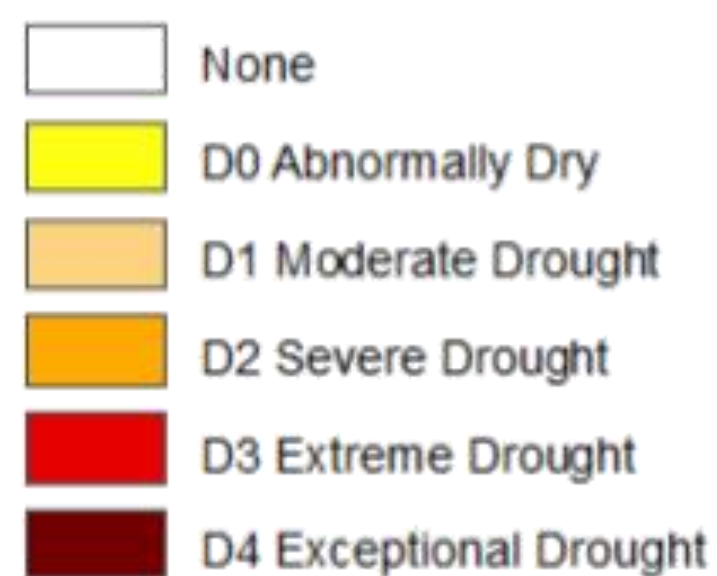 None
D0 Abnormally Dry
D1 Moderate Drought
D2 Severe Drought
D3 Extreme Drought
D4 Exceptional Drought